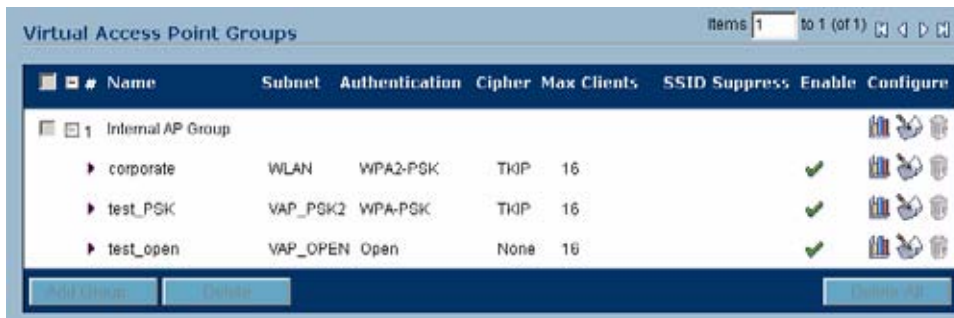 Virtual Access Point Groups Items 1 to 1 (of 1)
# Name Subnet Authentication Cipher Max Clients SSID Suppress Enable Configure
1 Internal AP Group
corporate WLAN WPA2-PSK TKIP 16
test_PSK VAP_PSK2 WPA-PSK TKIP 16
test_open VAP_OPEN Open None 16
Add Group... Delete Delete All